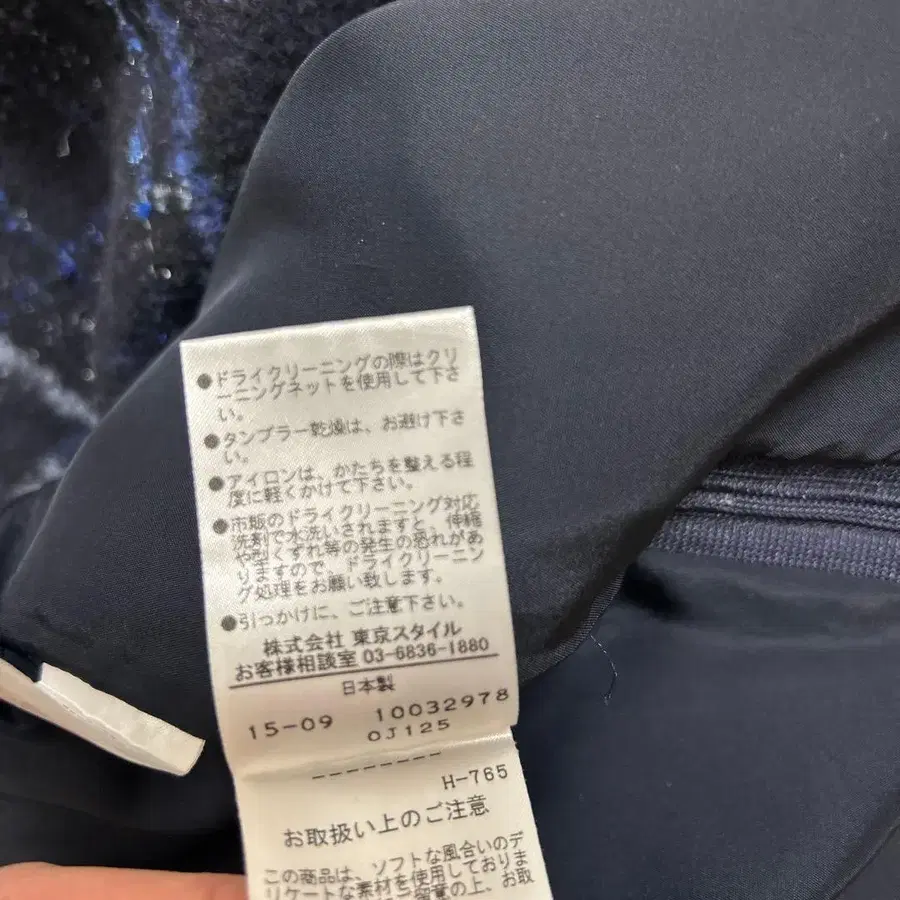 ●ドライクリーニングの際はクリ
ーニングネットを使用して下さ
い。
●タンブラー乾燥は、お避け下さ
い。
●アイロンは、かたちを整える程
度に軽くかけて下さい。
●市販のドライクリーニング対応
洗剤で水洗いされますと、伸縮
や型くずれ等の発生の恐れがあ
りますので、ドライクリーニン
グ処理をお願い致します。
●引っかけに、ご注意下さい。
株式会社 東京スタイル
お客様相談室 03-6836-1880
日本製
15-09 10032978
0J125
--------
H-765
お取扱い上のご注意
この商品は、ソフトな風合いのデ
リケートな素材を使用しておりま
の上、お取